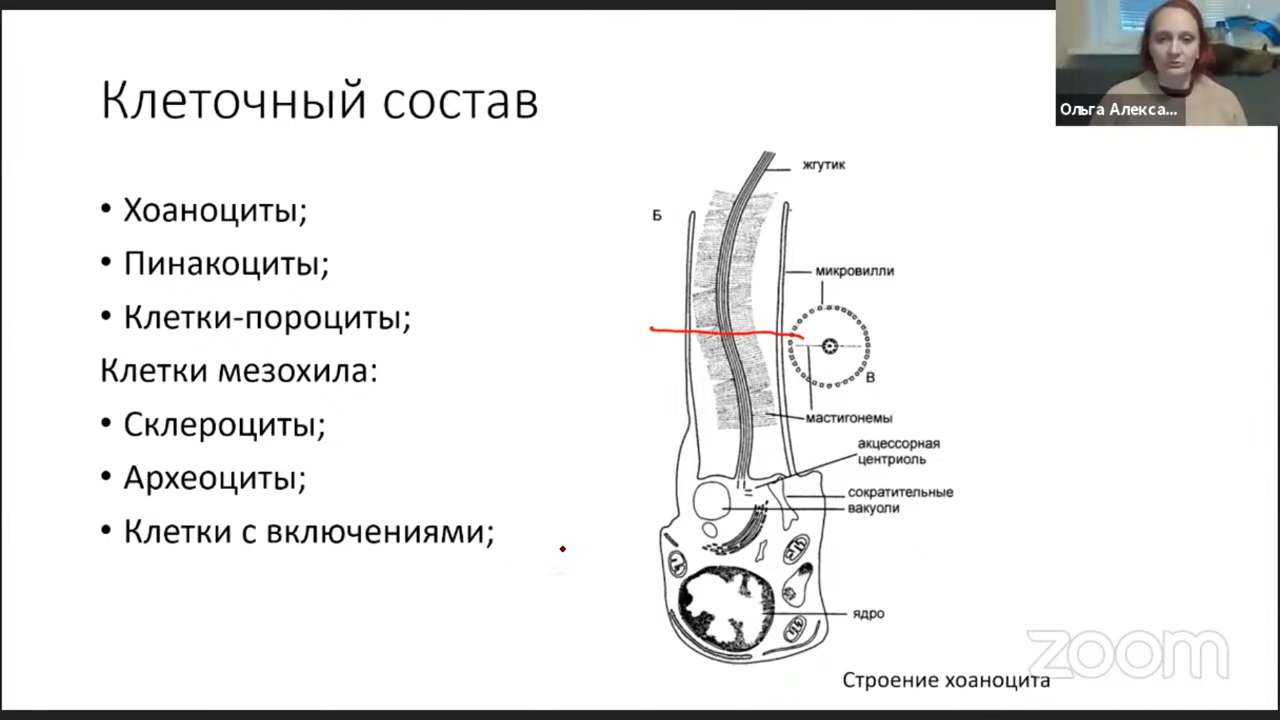 Клеточный состав
• Хоаноциты;
• Пинакоциты;
• Клетки-пороциты;
Клетки мезохила:
• Склероциты;
• Археоциты;
• Клетки с включениями;
Б
жгутик
микровилли
В
мастигонемы
акцессорная
центриоль
сократительные
вакуоли
ядро
Строение хоаноцита
Ольга Алекса...
zoom